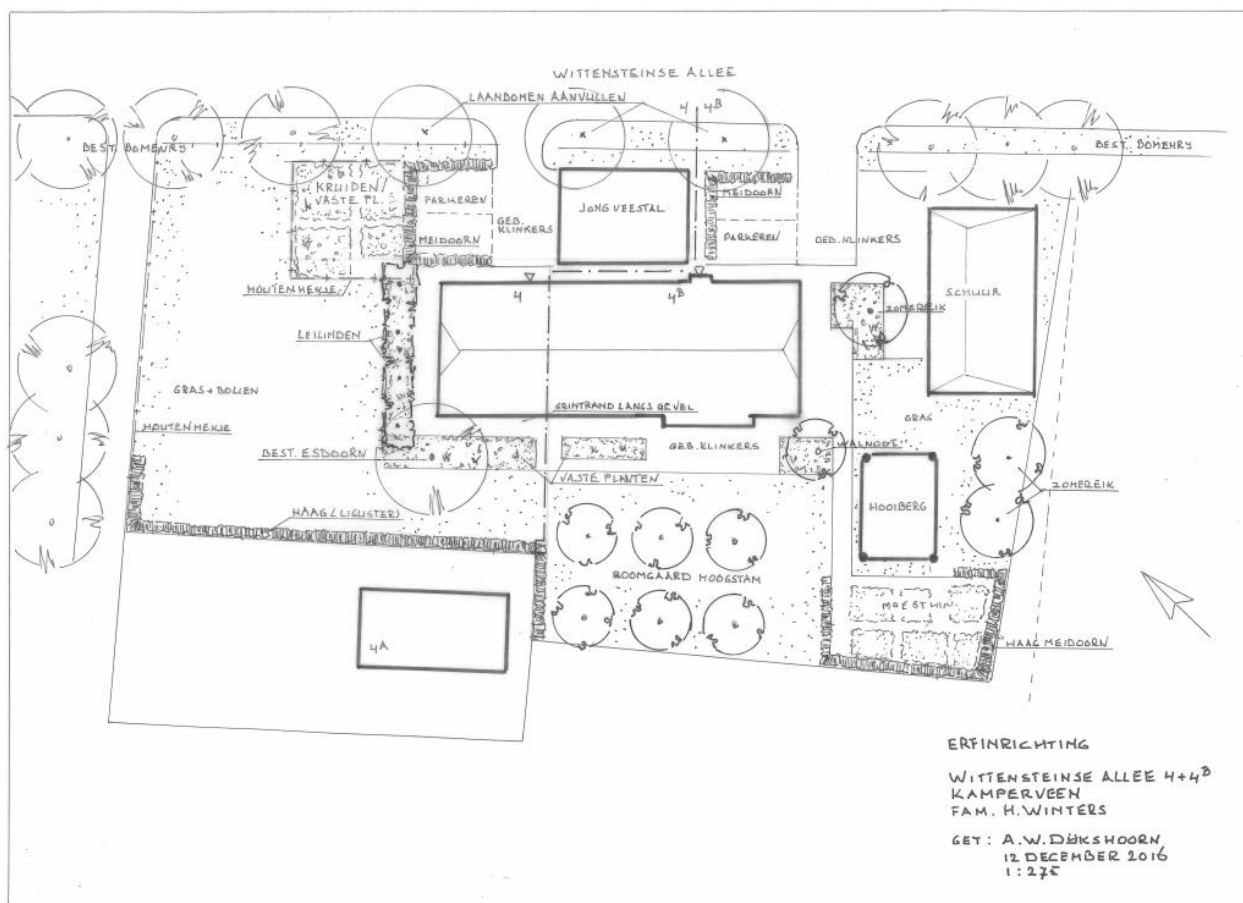 WITTENSTEINSE ALLEE
LAANBOMEN AANVULLEN
4 4B
BEST. BOMENRY
BEST. BOMENRY
KRUIDEN/
VASTE PL.
PARKEREN
MEIDOORN
GEB.
KLINKERS
JONGVEESTAL
MEIDOORN
PARKEREN
GEB. KLINKERS
HOUTEN HEKJE
4
4B
ZOMEREIK
SCHUUR
LEILINDEN
GRAS + BOLLEN
GRINTRAND LANGS GEVEL
GRAS
HOUTEN HEKJE
BEST. ESDOORN
GEB. KLINKERS
WALNOOT
VASTE PLANTEN
ZOMEREIK
HOOIBERG
HAAG (LIGUSTER)
BOOMGAARD HOOGSTAM
MOESTUIN
HAAG MEIDOORN
4A
ERFINRICHTING
WITTENSTEINSE ALLEE 4+4B
KAMPERVEEN
FAM. H. WINTERS
GET: A.W. DIJKSHOORN
12 DECEMBER 2016
1:275